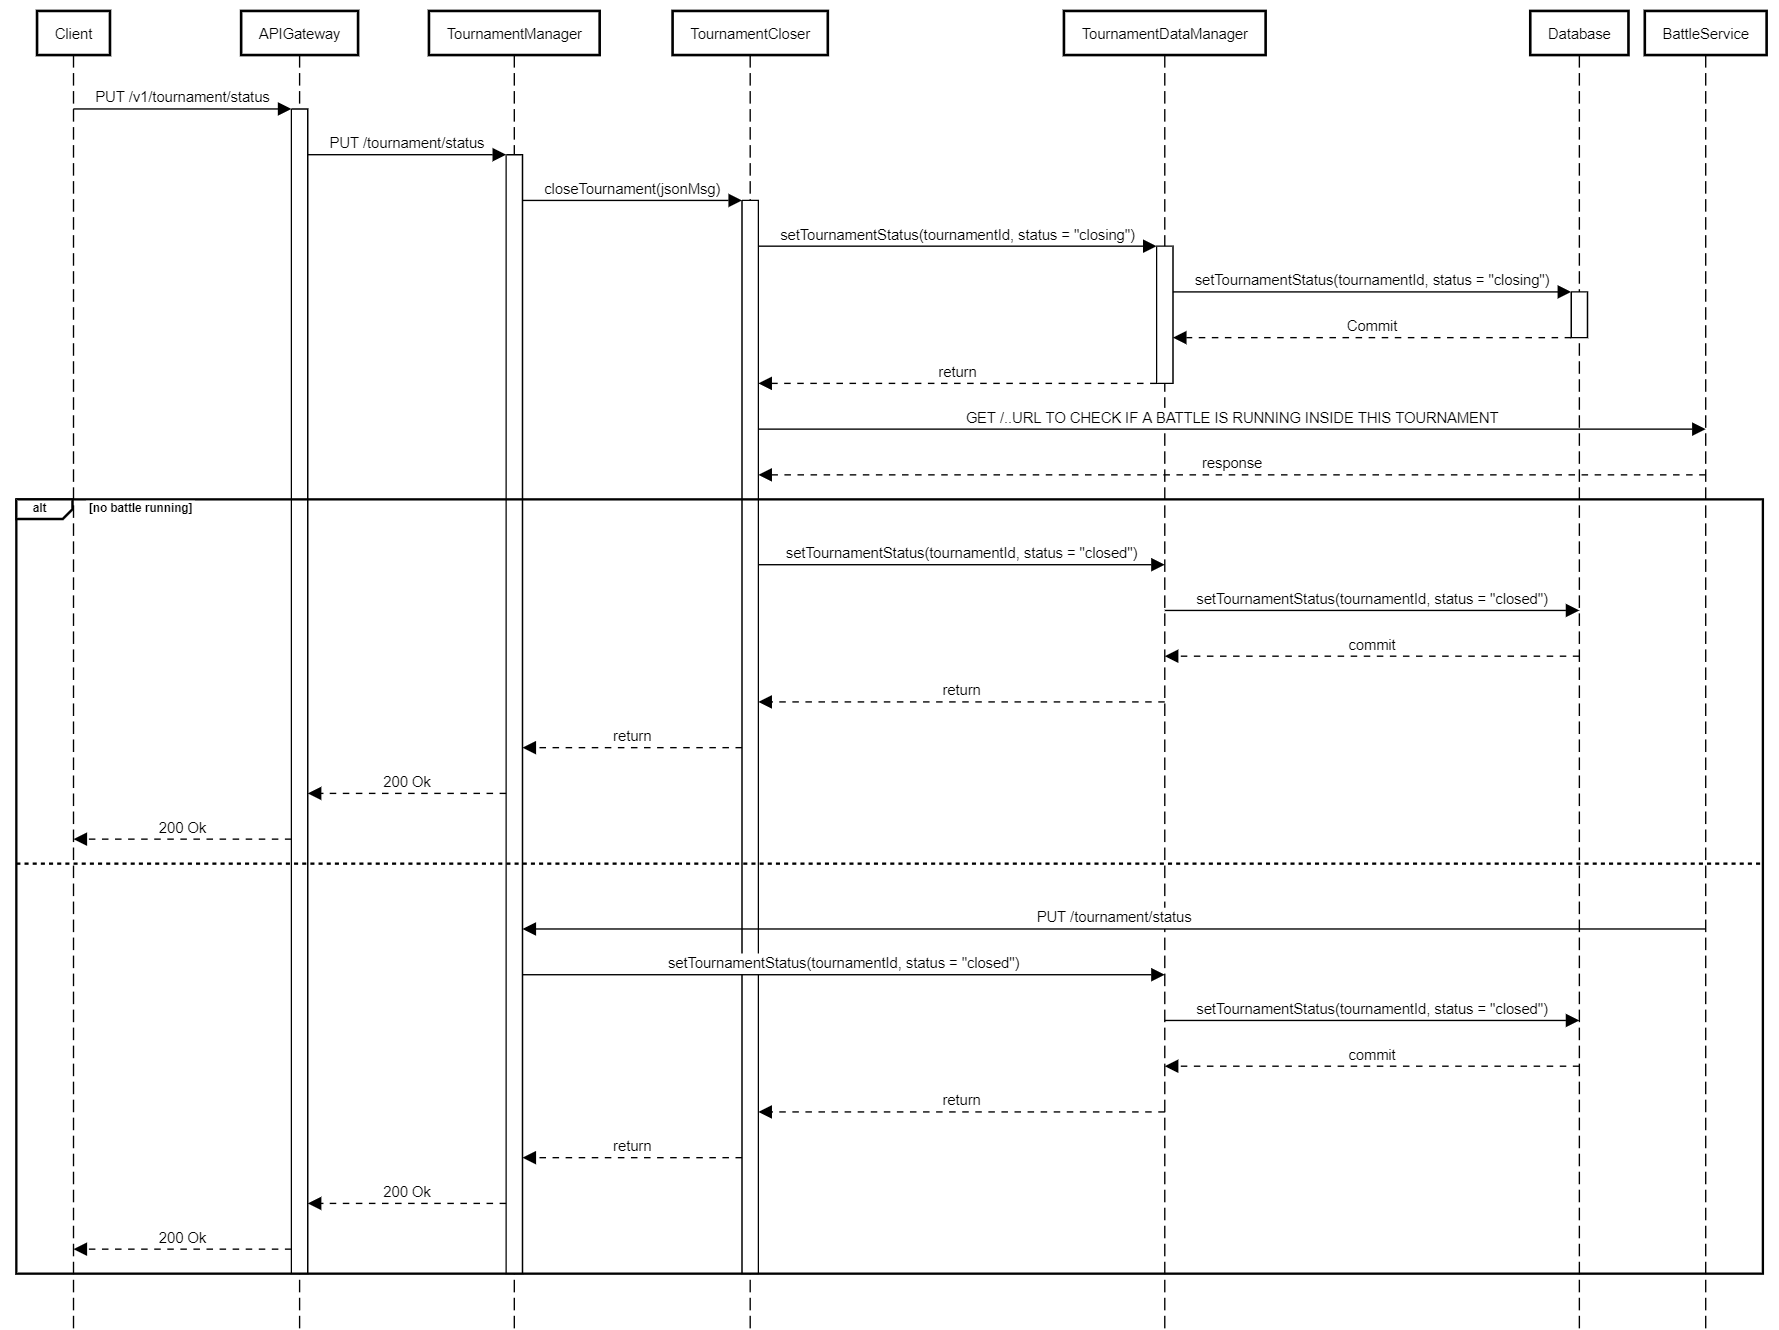 Client
APIGateway
TournamentManager
TournamentCloser
TournamentDataManager
Database
BattleService
PUT /v1/tournament/status
PUT /tournament/status
closeTournament(jsonMsg)
setTournamentStatus(tournamentId, status = "closing")
setTournamentStatus(tournamentId, status = "closing")
Commit
return
GET /..URL TO CHECK IF A BATTLE IS RUNNING INSIDE THIS TOURNAMENT
response
alt
[no battle running]
setTournamentStatus(tournamentId, status = "closed")
setTournamentStatus(tournamentId, status = "closed")
commit
return
return
200 Ok
200 Ok
PUT /tournament/status
setTournamentStatus(tournamentId, status = "closed")
setTournamentStatus(tournamentId, status = "closed")
commit
return
return
200 Ok
200 Ok